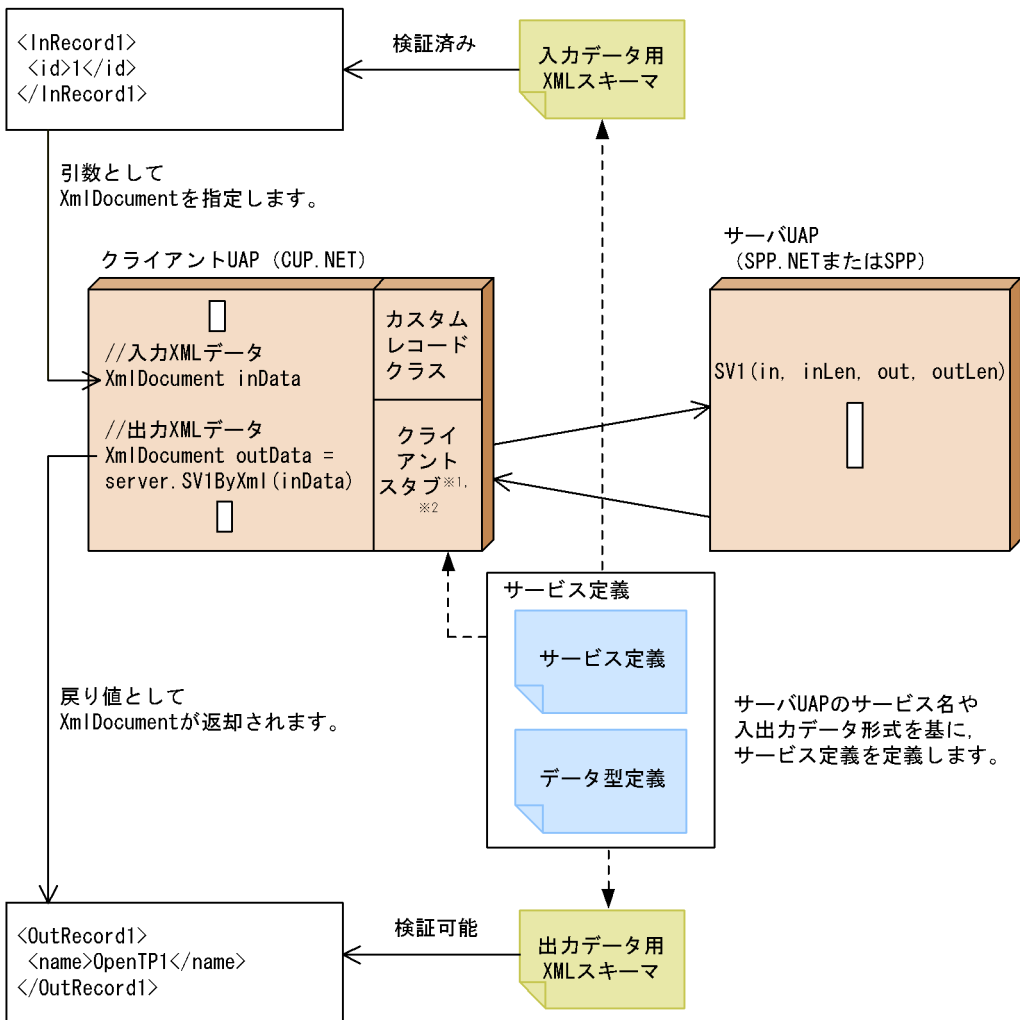 <InRecord1>
<id>1</id>
</InRecord1>
検証済み
入力データ用
XMLスキーマ
引数として
XmlDocumentを指定します。
クライアントUAP（CUP.NET）
サーバUAP
（SPP.NETまたはSPP）
//入力XMLデータ
XmlDocument inData
//出力XMLデータ
XmlDocument outData =
server.SV1ByXml(inData)
カスタム
レコード
クラス
クライ
アント
スタブ※1,
※2
SV1(in, inLen, out, outLen)
サービス定義
サービス定義
データ型定義
戻り値として
XmlDocumentが返却されます。
サーバUAPのサービス名や
入出力データ形式を基に，
サービス定義を定義します。
<OutRecord1>
<name>OpenTP1</name>
</OutRecord1>
検証可能
出力データ用
XMLスキーマ